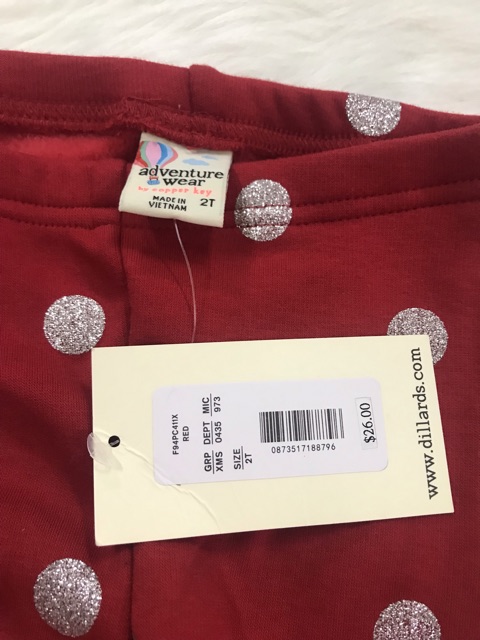 adventure
wear
by copper key
MADE IN
VIETNAM
2T
F94PC411X
RED
GRP DEPT MIC
XMS 0435 973
SIZE
2T
0873517188796
$26.00
www.dillards.com